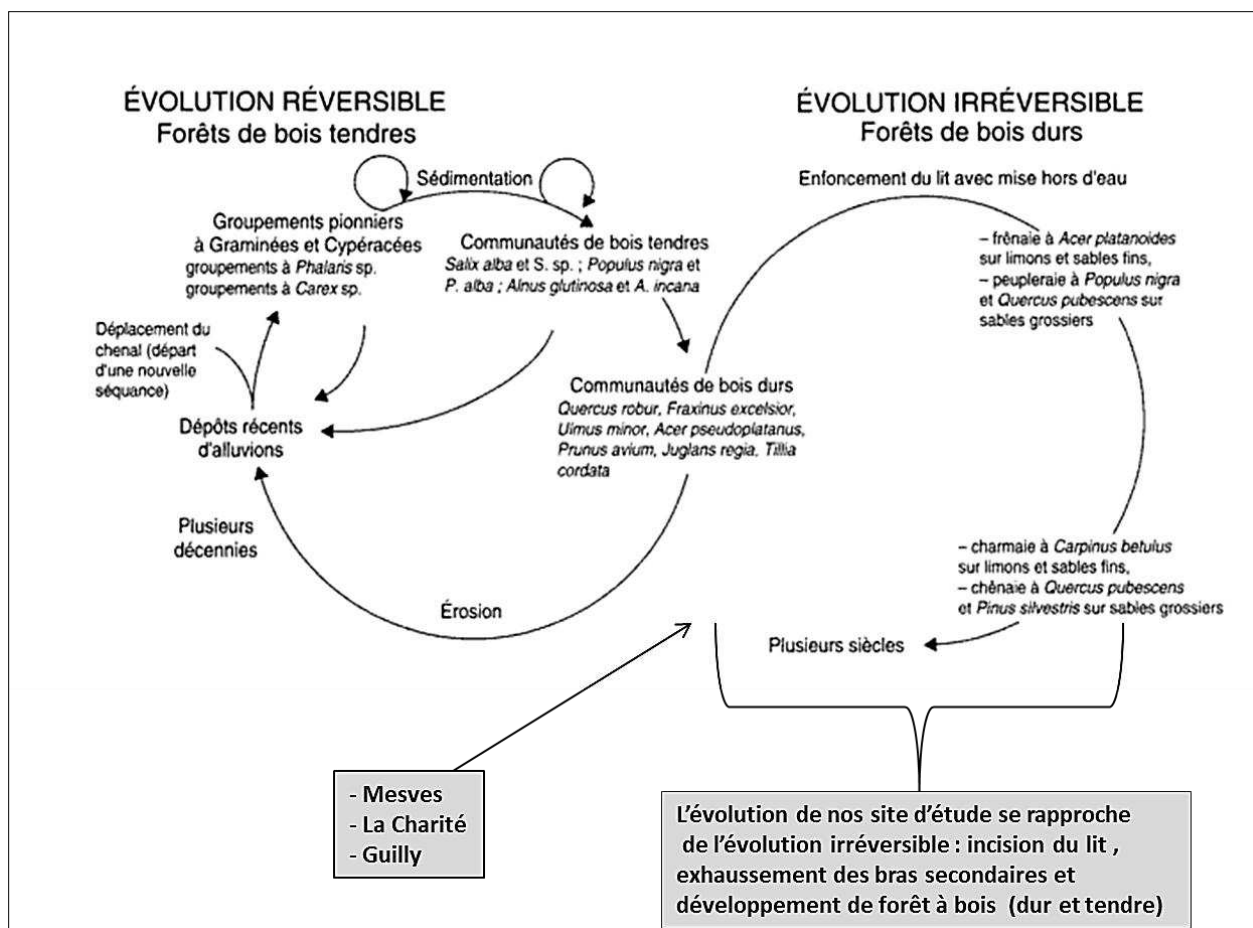 ÉVOLUTION RÉVERSIBLE
Forêts de bois tendres
ÉVOLUTION IRRÉVERSIBLE
Forêts de bois durs
Sédimentation
Enfoncement du lit avec mise hors d'eau
Groupements pionniers
à Graminées et Cypéracées
groupements à Phalaris sp.
groupements à Carex sp.
Communautés de bois tendres
Salix alba et S. sp. ; Populus nigra et
P. alba ; Alnus glutinosa et A. incana
– frênaie à Acer platanoides
sur limons et sables fins,
– peupleraie à Populus nigra
et Quercus pubescens sur
sables grossiers
Déplacement du
chenal (départ
d'une nouvelle
séquance)
Dépôts récents
d'alluvions
Communautés de bois durs
Quercus robur, Fraxinus excelsior,
Ulmus minor, Acer pseudoplatanus,
Prunus avium, Juglans regia, Tillia
cordata
Plusieurs
décennies
Érosion
– charmaie à Carpinus betulus
sur limons et sables fins,
– chênaie à Quercus pubescens
et Pinus silvestris sur sables grossiers
Plusieurs siècles
- Mesves
- La Charité
- Guilly
L'évolution de nos site d'étude se rapproche
de l'évolution irréversible : incision du lit ,
exhaussement des bras secondaires et
développement de forêt à bois (dur et tendre)